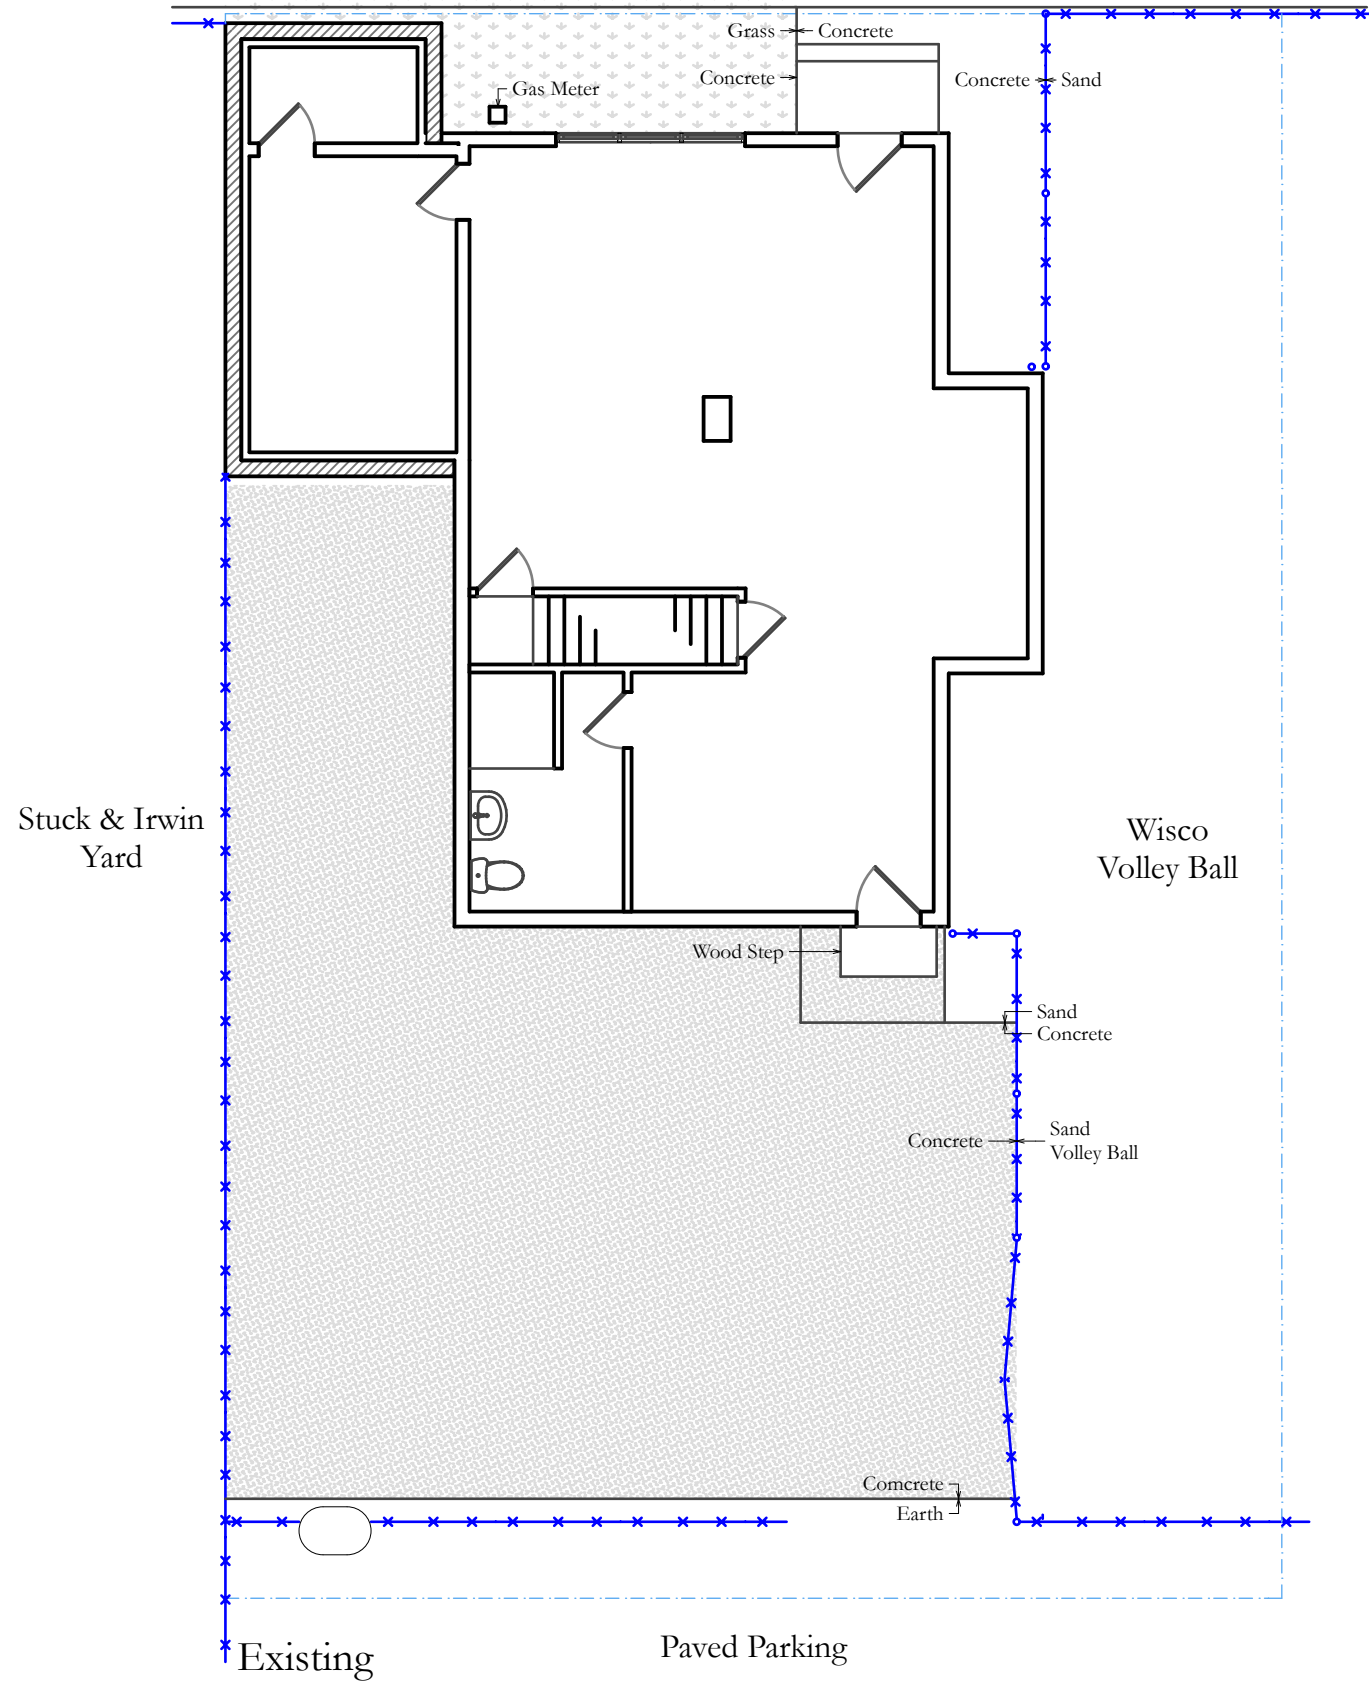 Grass Concrete
Concrete
Concrete Sand
Gas Meter
Stuck & Irwin
Yard
Wisco
Volley Ball
Wood Step
Sand
Concrete
Concrete
Sand
Volley Ball
Comcrete
Earth
Existing
Paved Parking